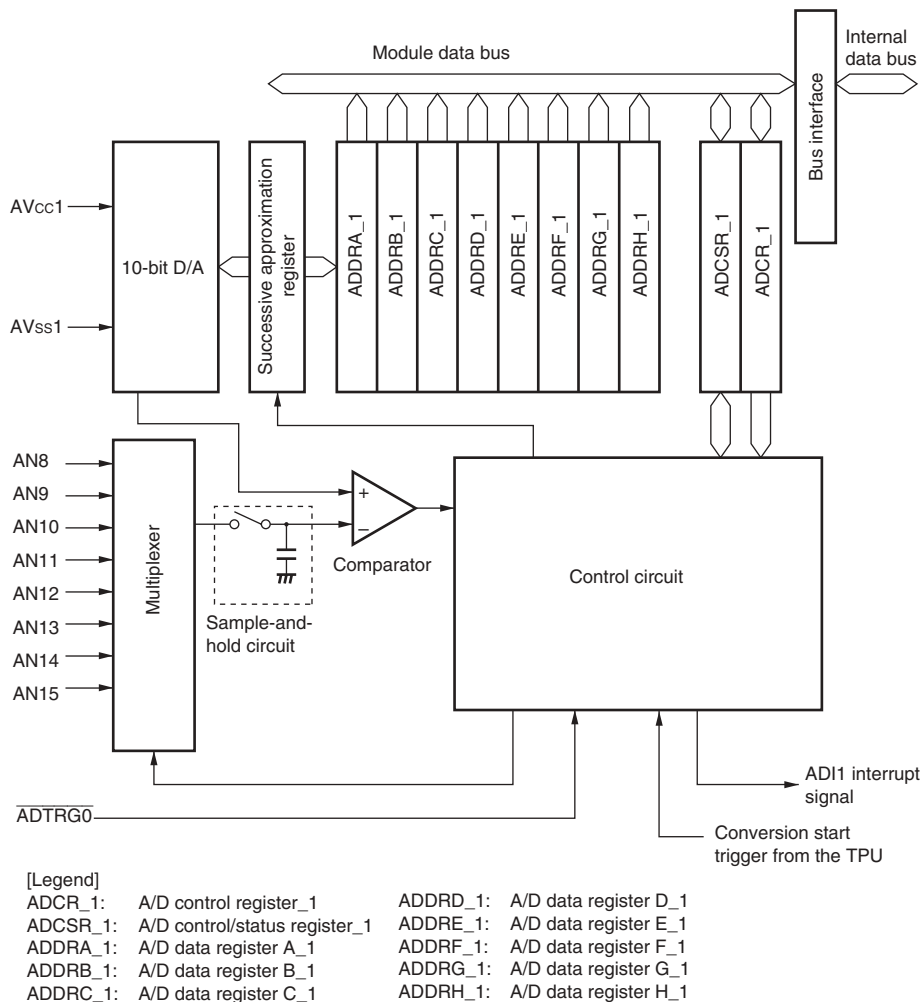 Module data bus
Internal
data bus
Bus interface
AVcc1
AVss1
10-bit D/A
Successive approximation
register
ADDRA_1
ADDRB_1
ADDRC_1
ADDRD_1
ADDRE_1
ADDRF_1
ADDRG_1
ADDRH_1
ADCSR_1
ADCR_1
AN8
AN9
AN10
AN11
AN12
AN13
AN14
AN15
Multiplexer
+
−
Comparator
Sample-and-
hold circuit
Control circuit
ADI1 interrupt
signal
ADTRG0
Conversion start
trigger from the TPU
[Legend]
ADCR_1: A/D control register_1
ADCSR_1: A/D control/status register_1
ADDRA_1: A/D data register A_1
ADDRB_1: A/D data register B_1
ADDRC_1: A/D data register C_1
ADDRD_1: A/D data register D_1
ADDRE_1: A/D data register E_1
ADDRF_1: A/D data register F_1
ADDRG_1: A/D data register G_1
ADDRH_1: A/D data register H_1